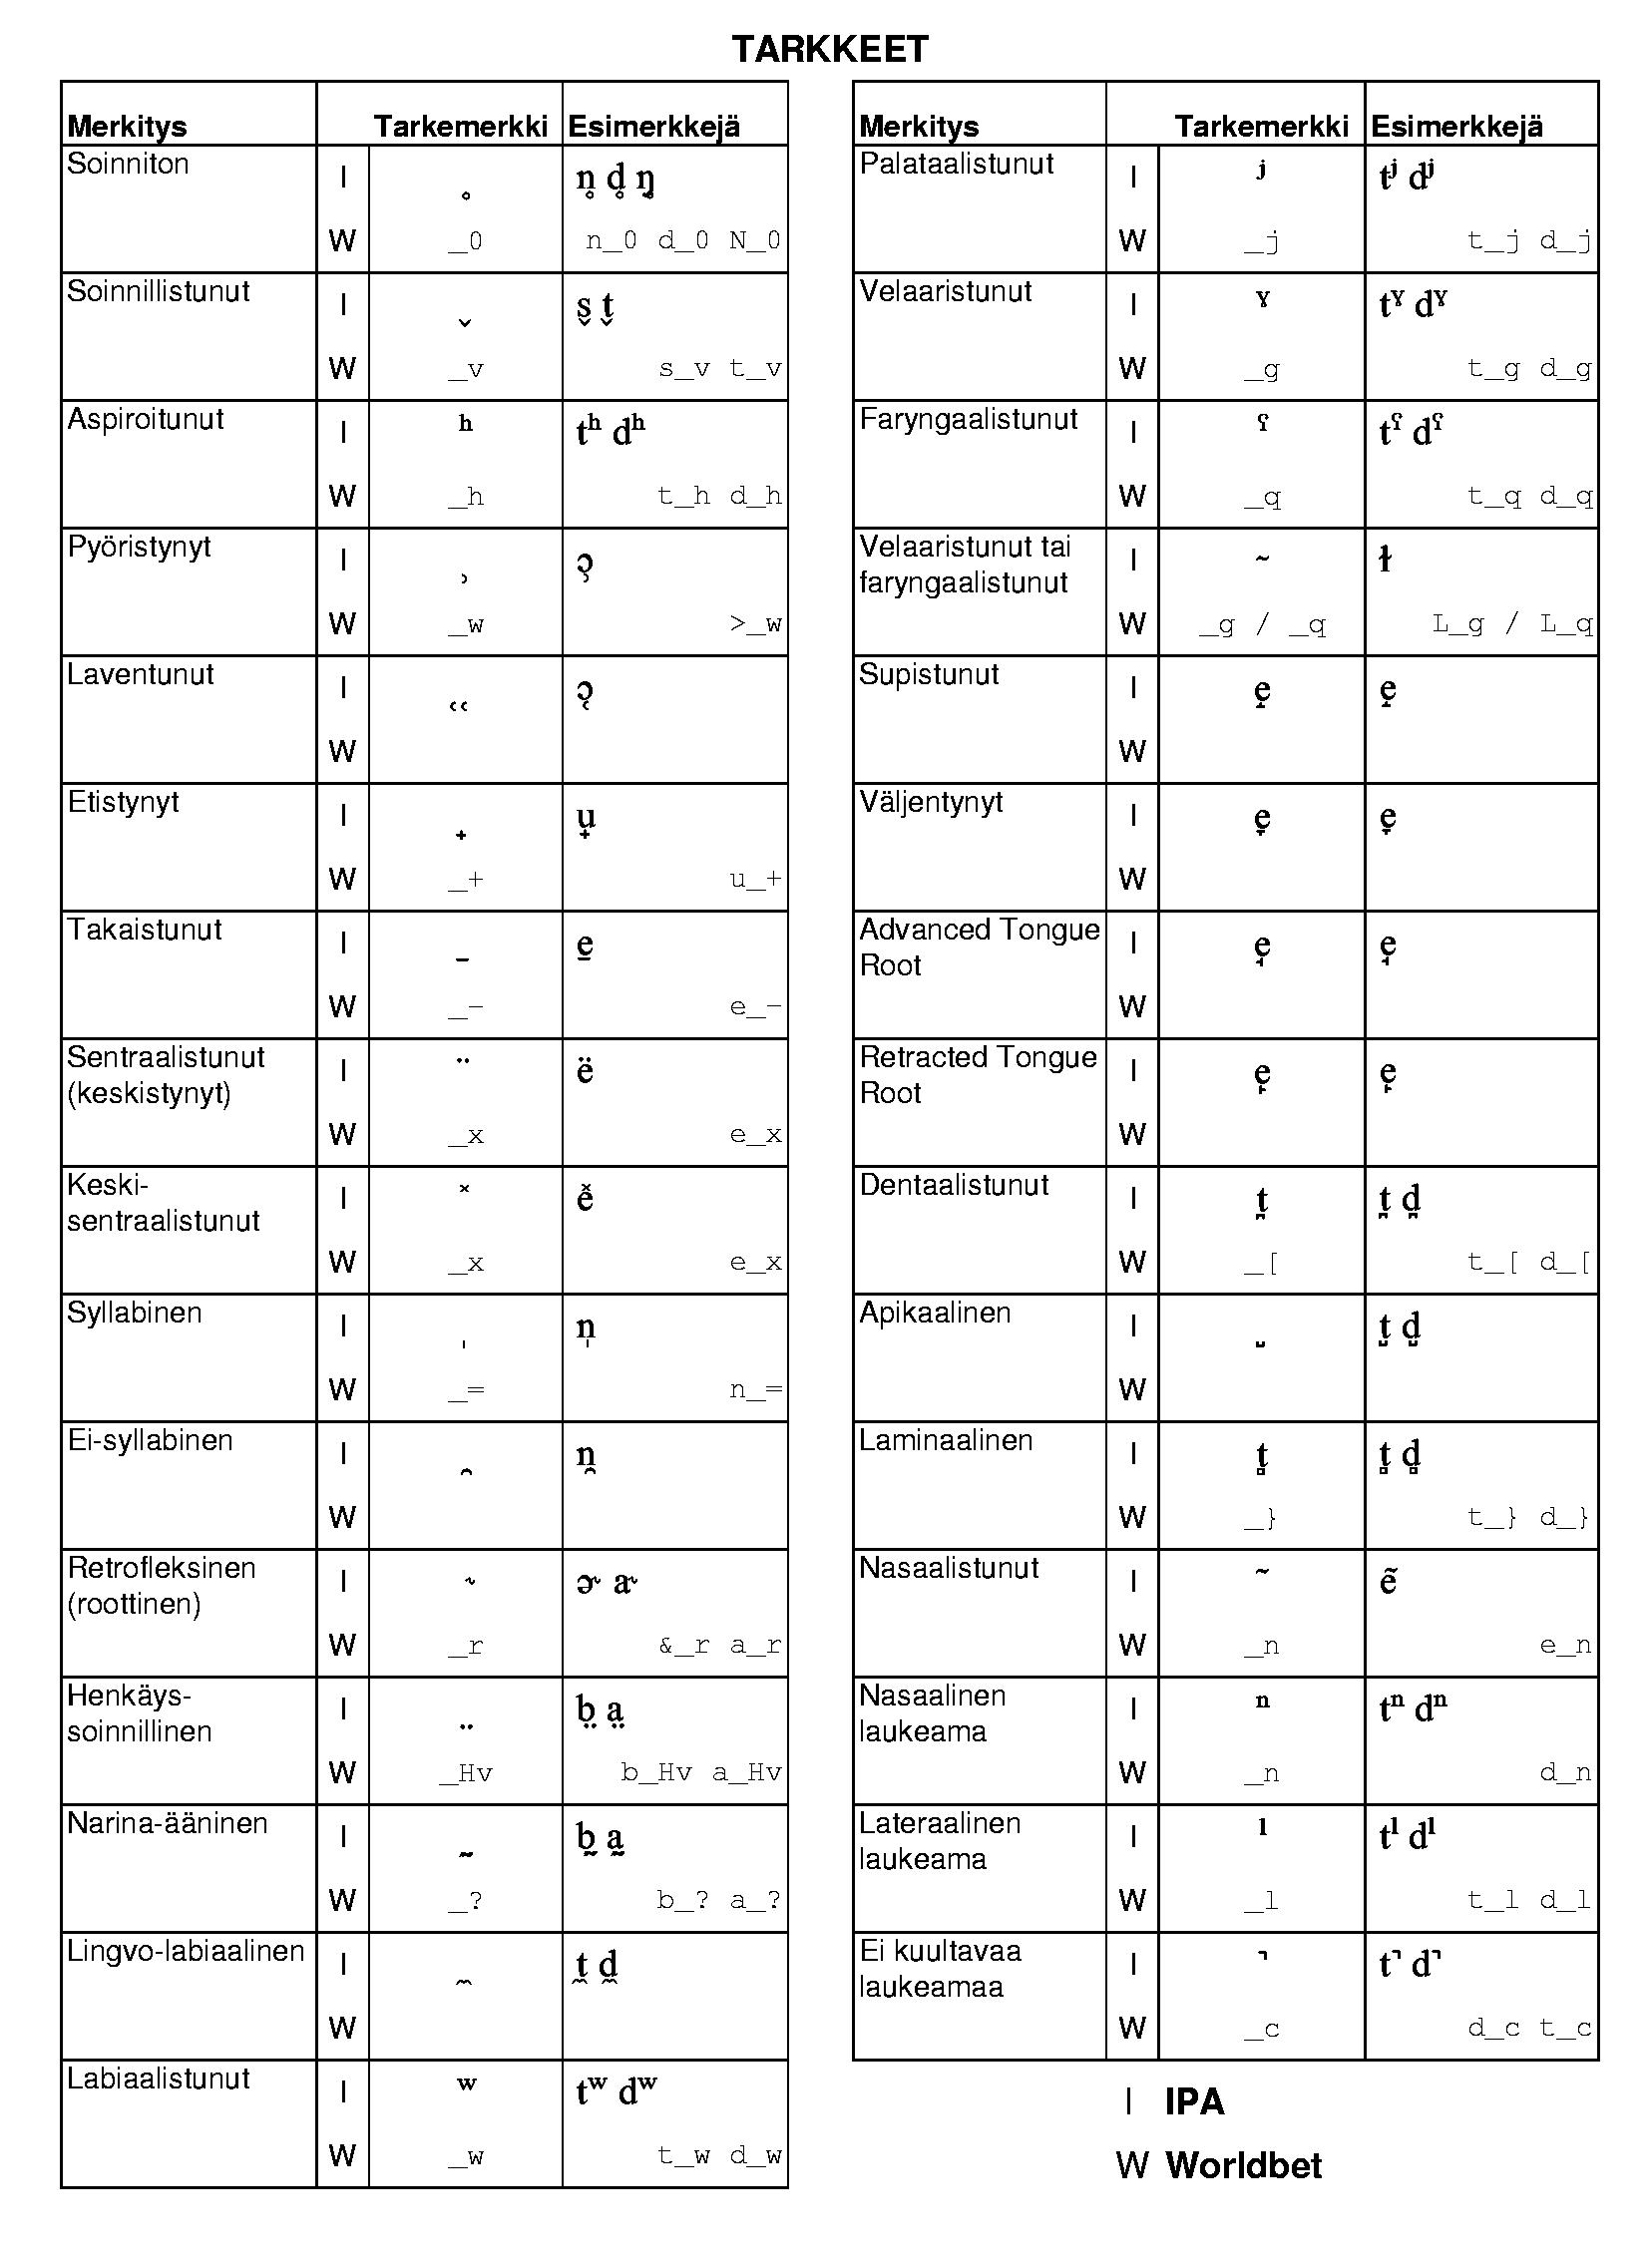 TARKKEET
Merkitys Tarkemerkki Esimerkkejä
Soinniton I ̥ n̥ d̥ ŋ̥
W _0 n_0 d_0 N_0
Soinnillistunut I ̬ s̬ t̬
W _v s_v t_v
Aspiroitunut I ʰ tʰ dʰ
W _h t_h d_h
Pyöristynyt I ̹ ɔ̹
W _w >_w
Laventunut I ̜̜ ɔ̜
W
Etistynyt I ̟ u̟
W _+ u_+
Takaistunut I ̠ e̠
W _- e_-
Sentraalistunut I ̈ ë
(keskistynyt)
W _x e_x
Keski- I ̽ e̽
sentraalistunut
W _x e_x
Syllabinen I ̩ n̩
W _= n_=
Ei-syllabinen I ̯ n̯
W
Retrofleksinen I ˞ ə˞ a˞
(roottinen)
W _r &_r a_r
Henkäys- I ̤ b̤ a̤
soinnillinen
W _Hv b_Hv a_Hv
Narina-ääninen I ̰ b̰ a̰
W _? b_? a_?
Lingvo-labiaalinen I ̼ t̼ d̼
W
Labiaalistunut I ʷ tʷ dʷ
W _w t_w d_w
Merkitys Tarkemerkki Esimerkkejä
Palataalistunut I ʲ tʲ dʲ
W _j t_j d_j
Velaaristunut I ˠ tˠ dˠ
W _g t_g d_g
Faryngaalistunut I ˤ tˤ dˤ
W _q t_q d_q
Velaaristunut tai I ~ ɫ
faryngaalistunut
W _g / _q L_g / L_q
Supistunut I e̝ e̝
W
Väljentynyt I e̞ e̞
W
Advanced Tongue I e̘ e̘
Root
W
Retracted Tongue I e̙ e̙
Root
W
Dentaalistunut I t̪ t̪ d̪
W _[ t_[ d_[
Apikaalinen I ̺ t̺ d̺
W
Laminaalinen I t̻ t̻ d̻
W _} t_} d_}
Nasaalistunut I ˜ ẽ
W _n e_n
Nasaalinen I ⁿ tⁿ dⁿ
laukeama
W _n d_n
Lateraalinen I ˡ tˡ dˡ
laukeama
W _l t_l d_l
Ei kuultavaa I ̚ t̚ d̚
laukeamaa
W _c d_c t_c
I IPA
W Worldbet